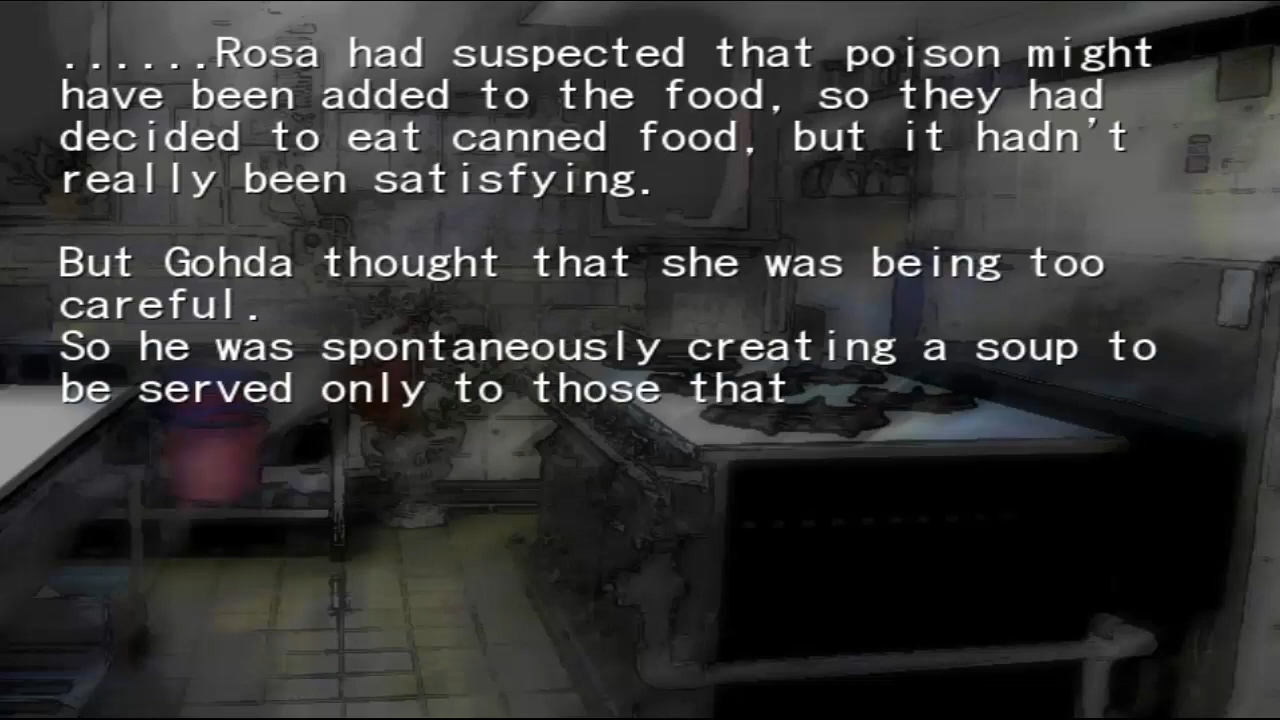 ......Rosa had suspected that poison might
have been added to the food, so they had
decided to eat canned food, but it hadn't
really been satisfying.
But Gohda thought that she was being too
careful.
So he was spontaneously creating a soup to
be served only to those that